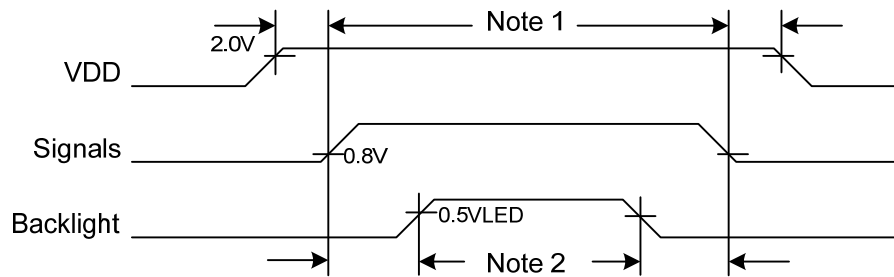 Note 1
2.0V
VDD
Signals
0.8V
Backlight
0.5VLED
Note 2